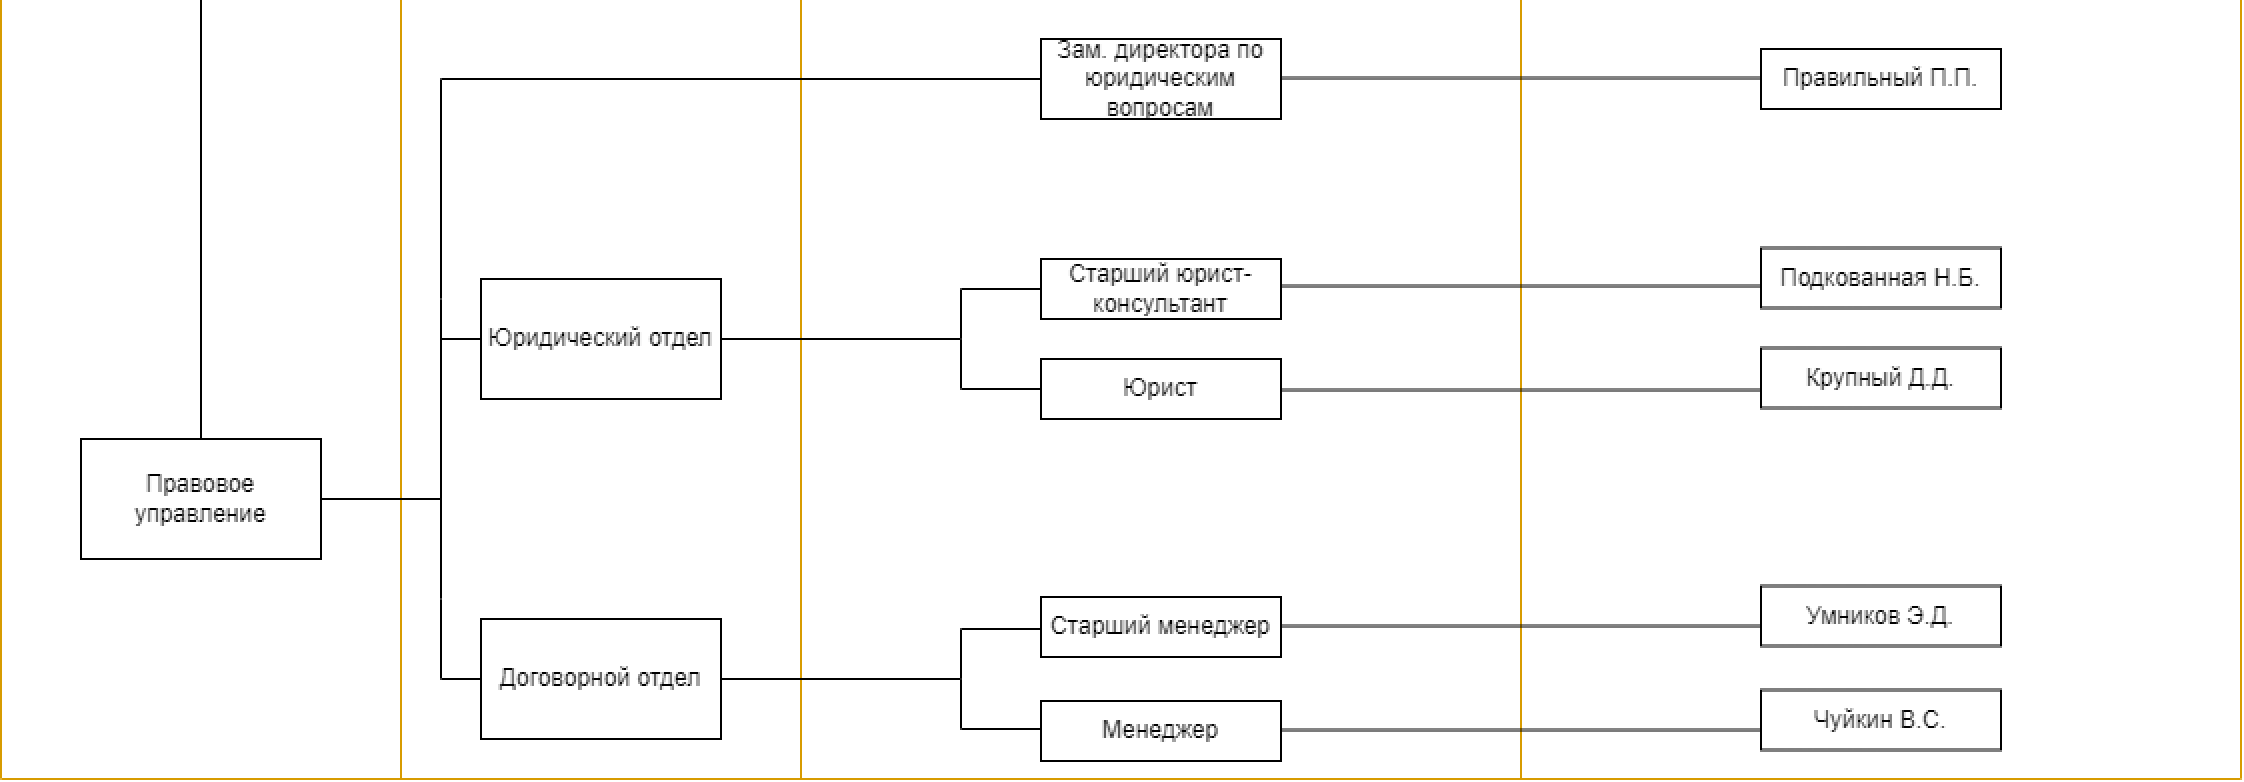 Зам. директора по
юридическим
вопросам
Правильный П.П.
Старший юрист-
консультант
Подкованная Н.Б.
Юридический отдел
Юрист
Крупный Д.Д.
Правовое
управление
Старший менеджер
Умников Э.Д.
Договорной отдел
Менеджер
Чуйкин В.С.